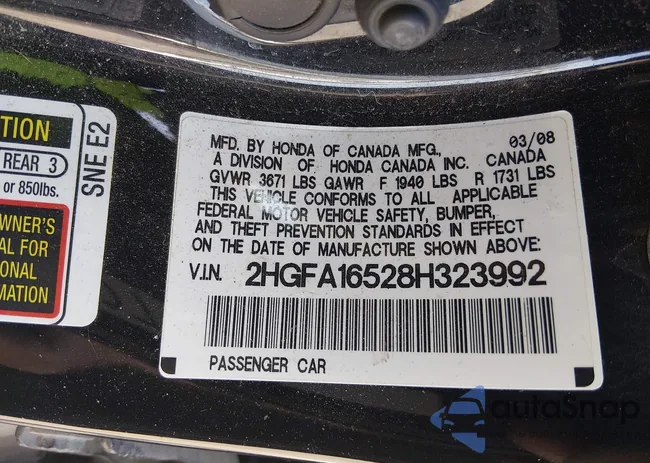 TION
REAR 3
or 850lbs.
OWNER'S
AL FOR
IONAL
RMATION
SNE E2
MFD. BY HONDA OF CANADA MFG., 03/08
A DIVISION OF HONDA CANADA INC. CANADA
GVWR 3671 LBS GAWR F 1940 LBS R 1731 LBS
THIS VEHICLE CONFORMS TO ALL APPLICABLE
FEDERAL MOTOR VEHICLE SAFETY, BUMPER,
AND THEFT PREVENTION STANDARDS IN EFFECT
ON THE DATE OF MANUFACTURE SHOWN ABOVE:
V.I.N. 2HGFA16528H323992
PASSENGER CAR
autoSnap